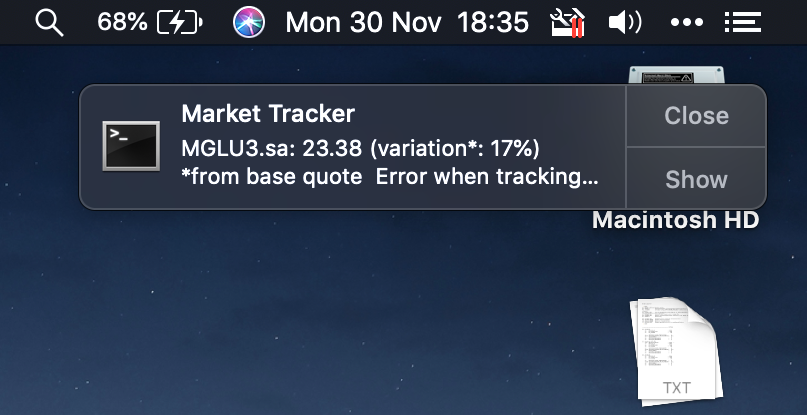 68% Mon 30 Nov 18:35
Market Tracker
MGLU3.sa: 23.38 (variation*: 17%)
*from base quote  Error when tracking...
Close
Show
Macintosh HD
TXT